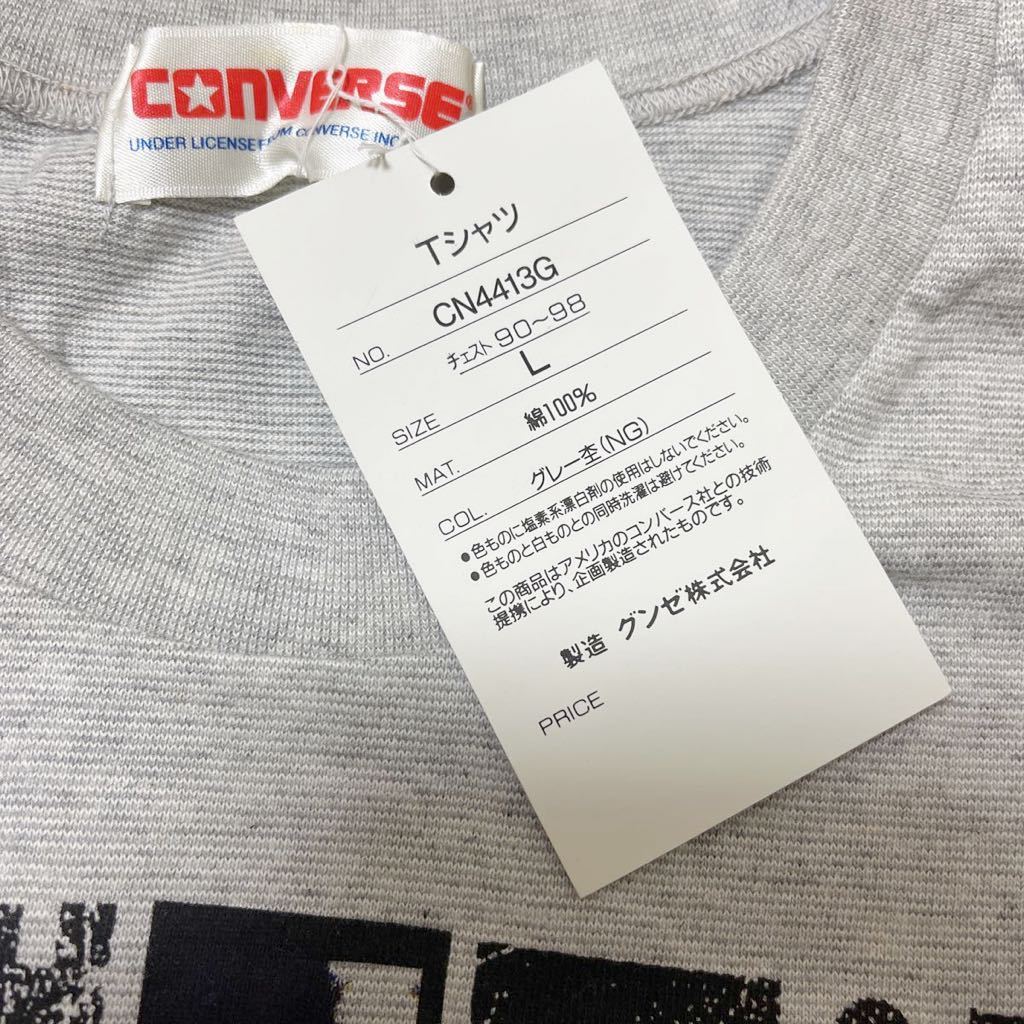 CONVERSE®
UNDER LICENSE FROM CONVERSE INC
Tシャツ
NO. CN4413G
チェスト 90～98
SIZE L
MAT. 綿100%
COL. グレー杢(NG)
●色ものに塩素系漂白剤の使用はしないでください。
●色ものと白ものとの同時洗濯は避けてください。
この商品はアメリカのコンバース社との技術
提携により、企画製造されたものです。
製造 グンゼ株式会社
PRICE